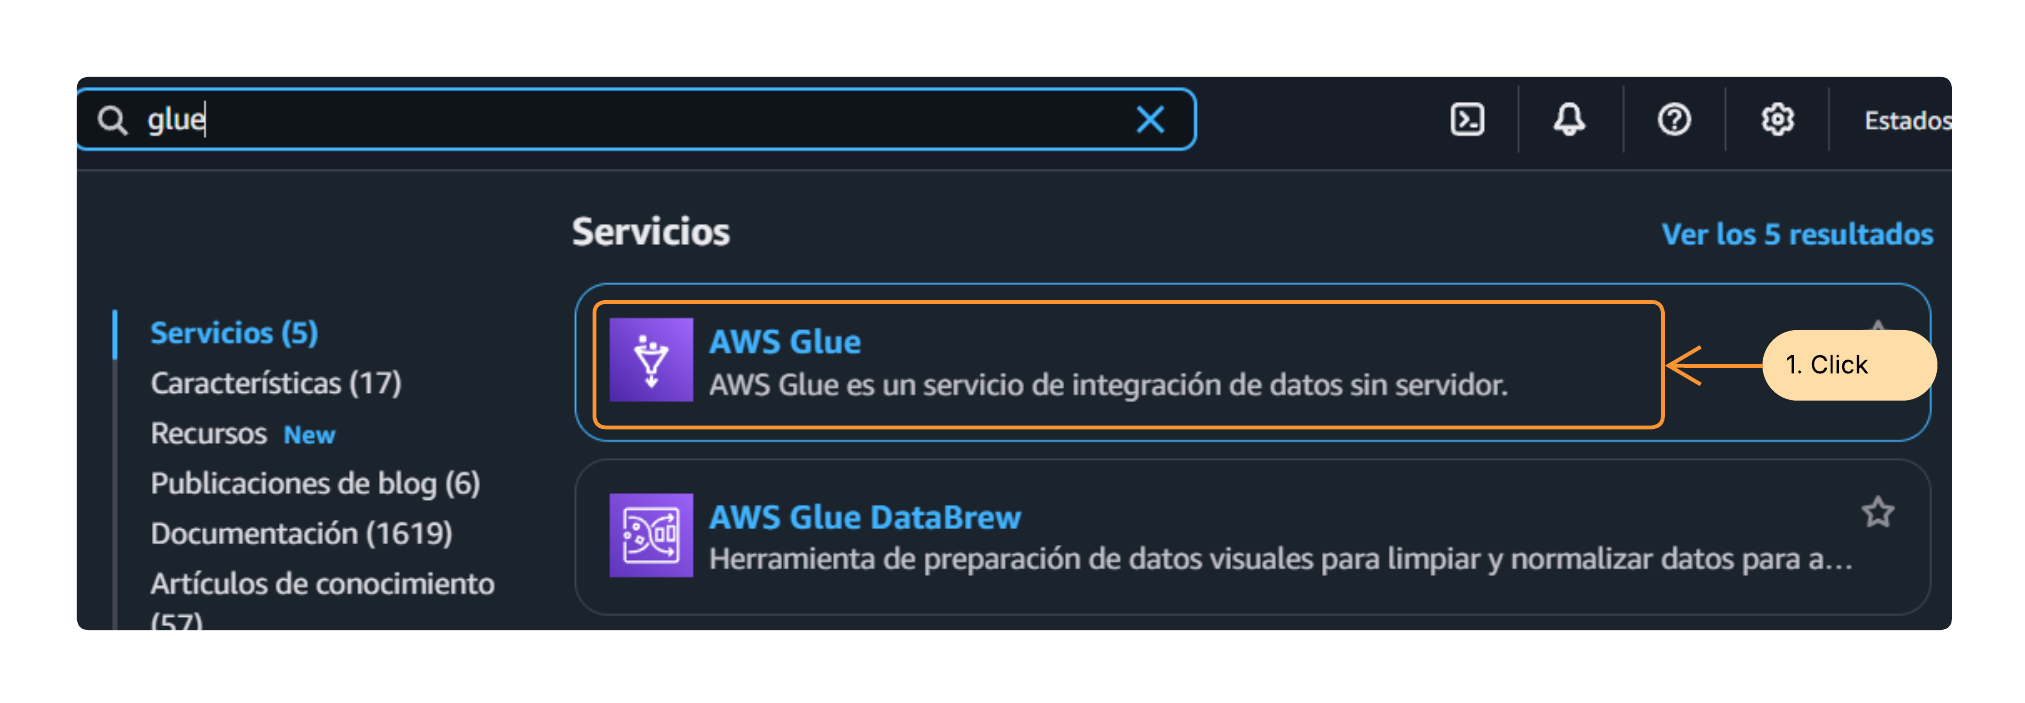 glue
Estados
Servicios
Ver los 5 resultados
Servicios (5)
Características (17)
Recursos New
Publicaciones de blog (6)
Documentación (1619)
Artículos de conocimiento
(57)
AWS Glue
AWS Glue es un servicio de integración de datos sin servidor.
1. Click
AWS Glue DataBrew
Herramienta de preparación de datos visuales para limpiar y normalizar datos para a...